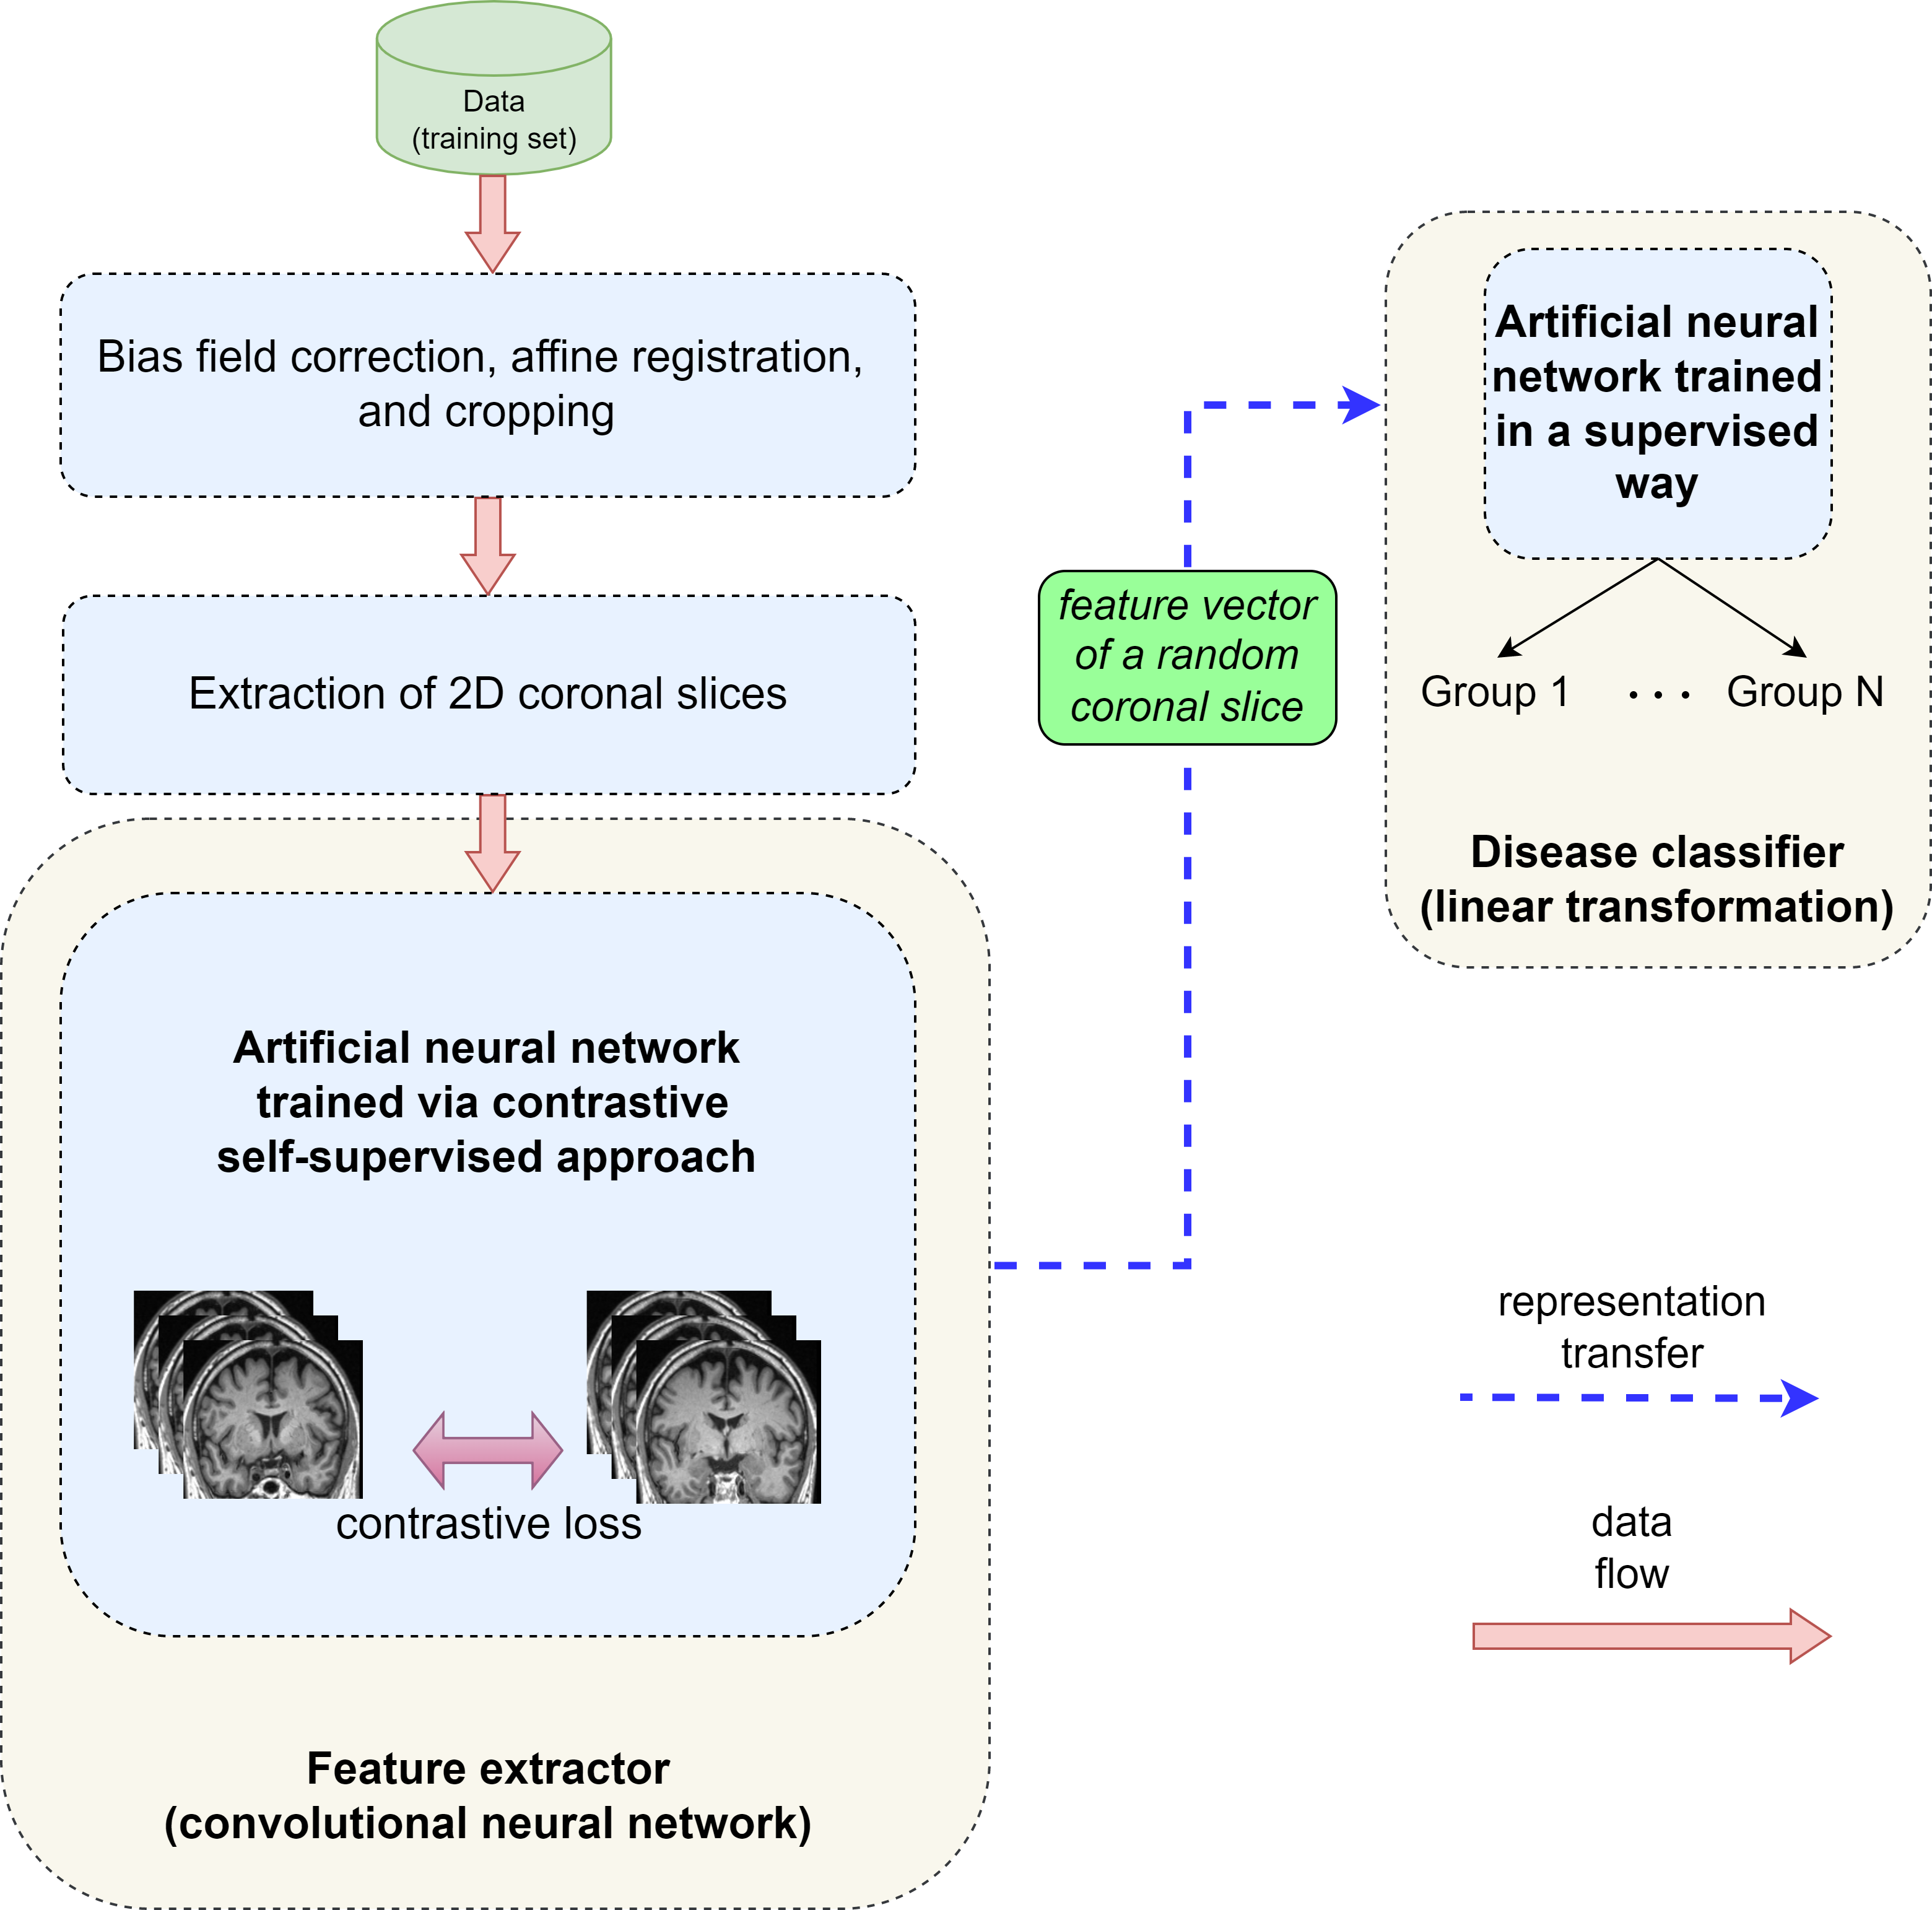 Data
(training set)
Bias field correction, affine registration,
and cropping
Extraction of 2D coronal slices
Artificial neural network
trained via contrastive
self-supervised approach
contrastive loss
Feature extractor
(convolutional neural network)
feature vector
of a random
coronal slice
Artificial neural
network trained
in a supervised
way
Group 1 . . . Group N
Disease classifier
(linear transformation)
representation
transfer
data
flow